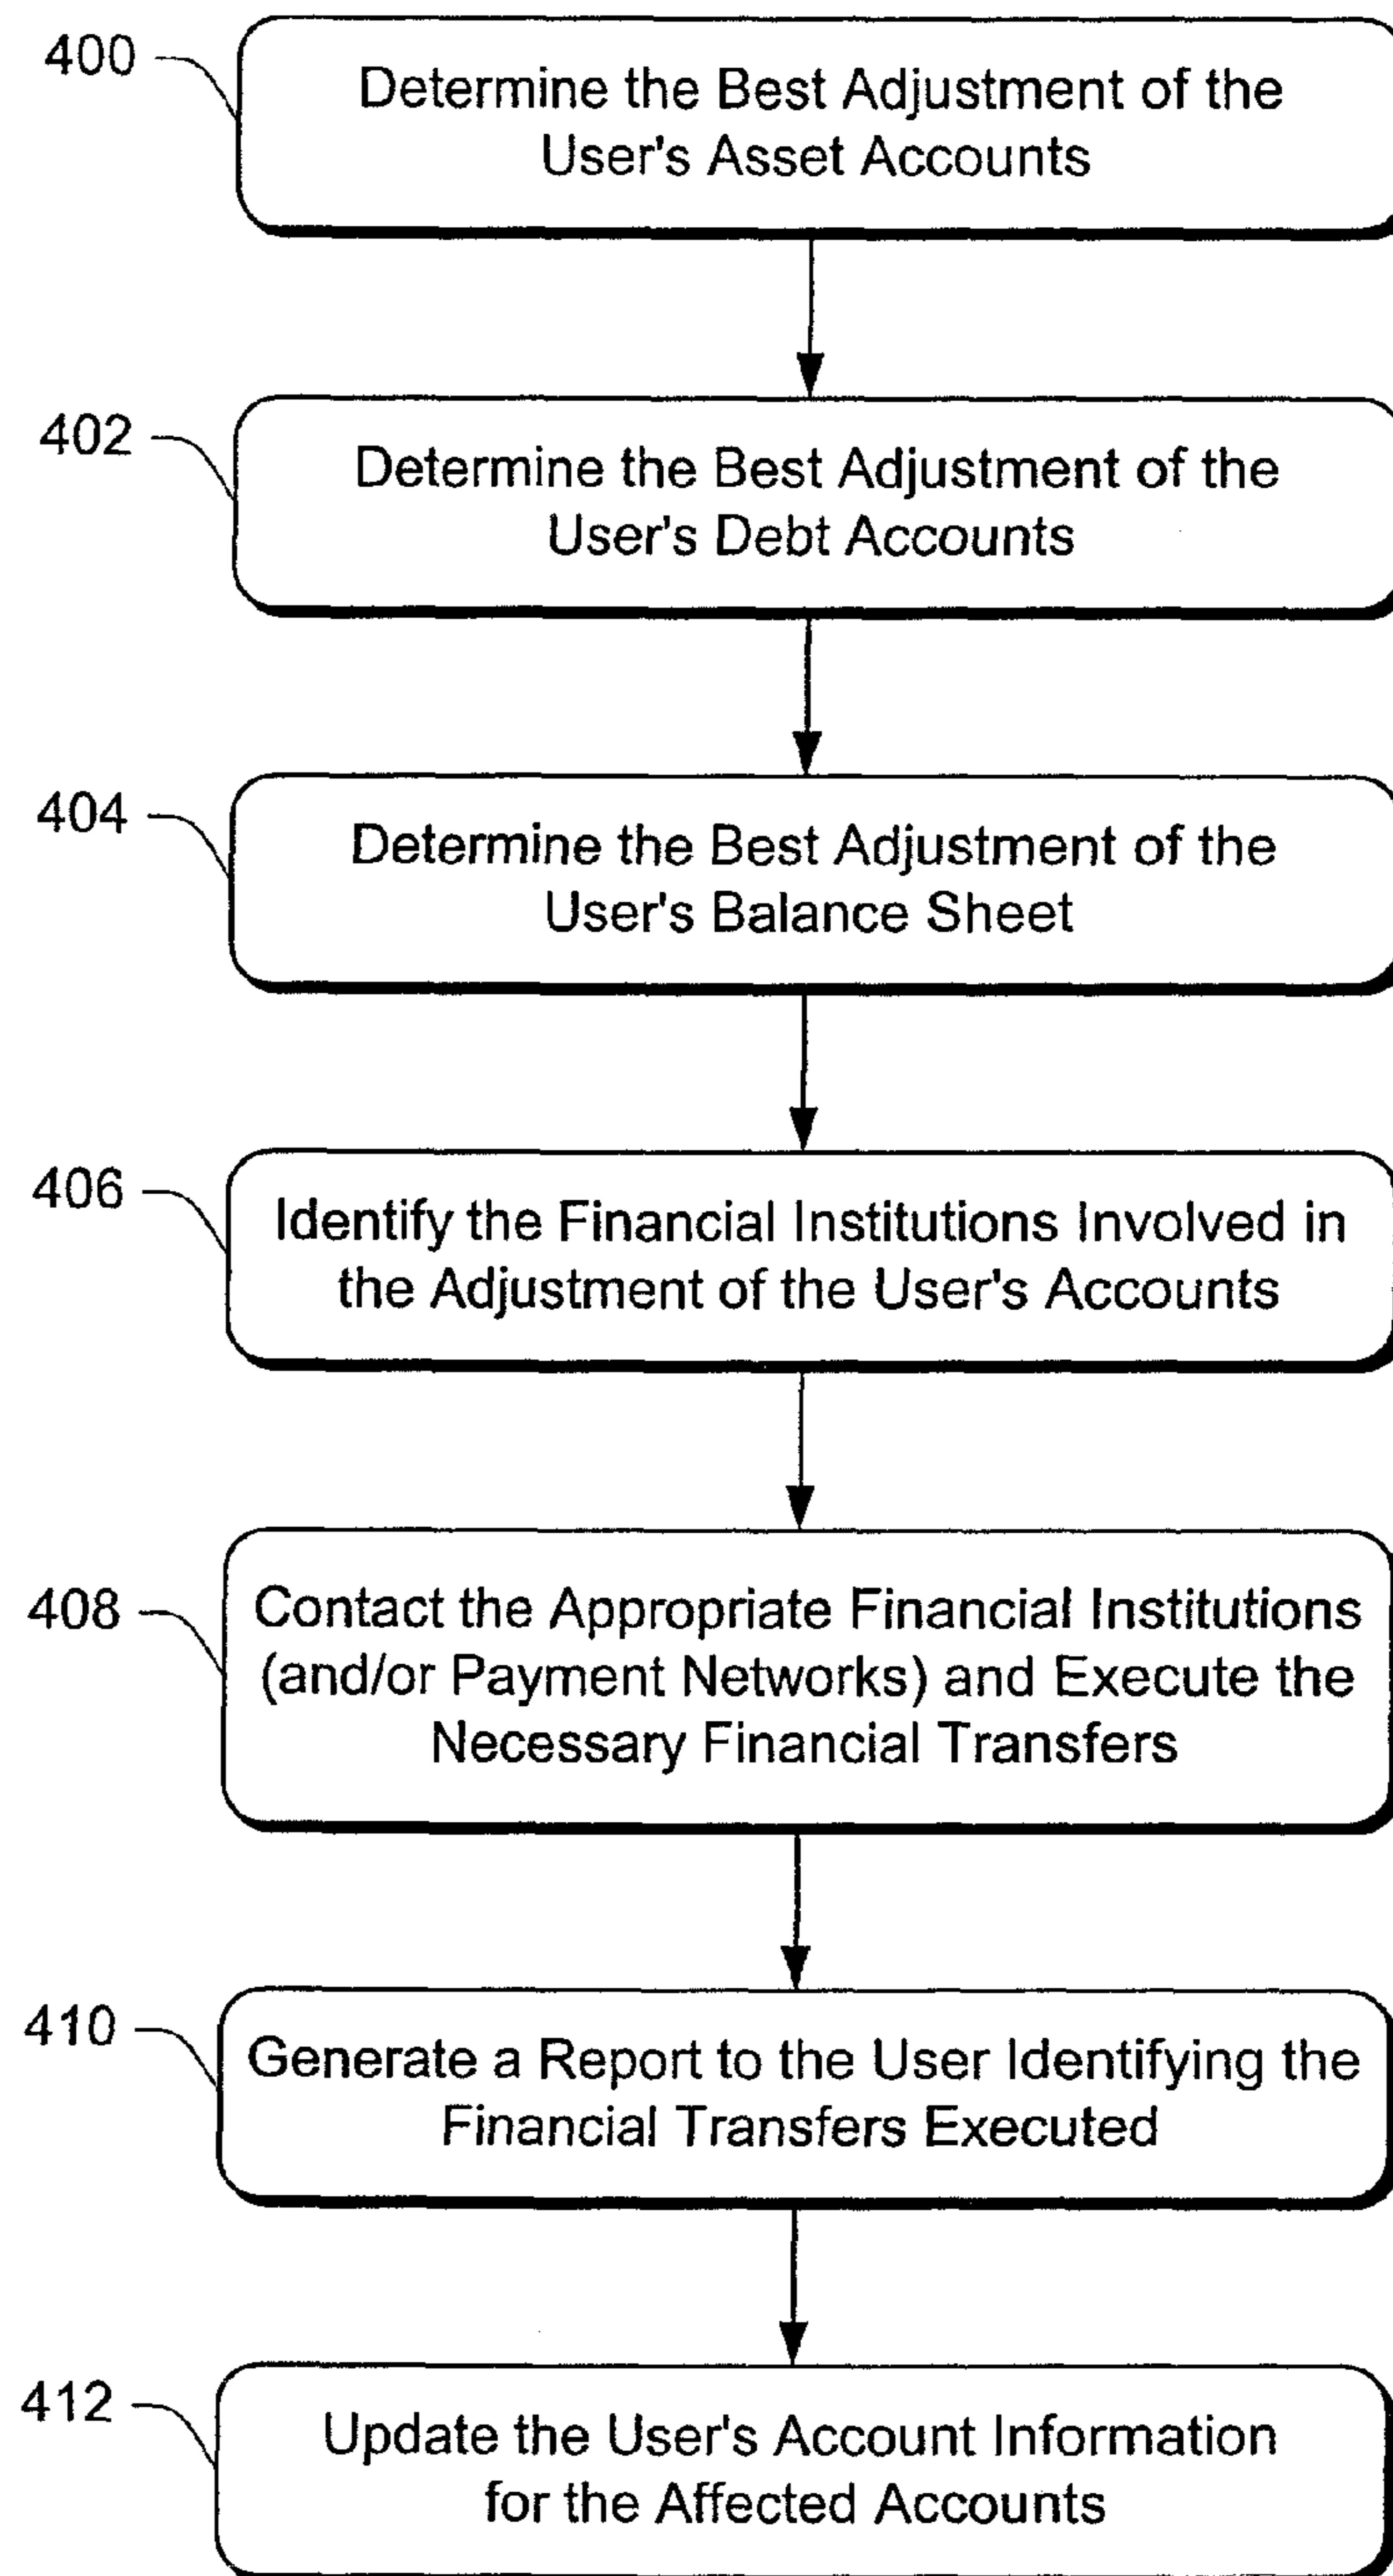 400
Determine the Best Adjustment of the
User's Asset Accounts
402
Determine the Best Adjustment of the
User's Debt Accounts
404
Determine the Best Adjustment of the
User's Balance Sheet
406
Identify the Financial Institutions Involved in
the Adjustment of the User's Accounts
408
Contact the Appropriate Financial Institutions
(and/or Payment Networks) and Execute the
Necessary Financial Transfers
410
Generate a Report to the User Identifying the
Financial Transfers Executed
412
Update the User's Account Information
for the Affected Accounts